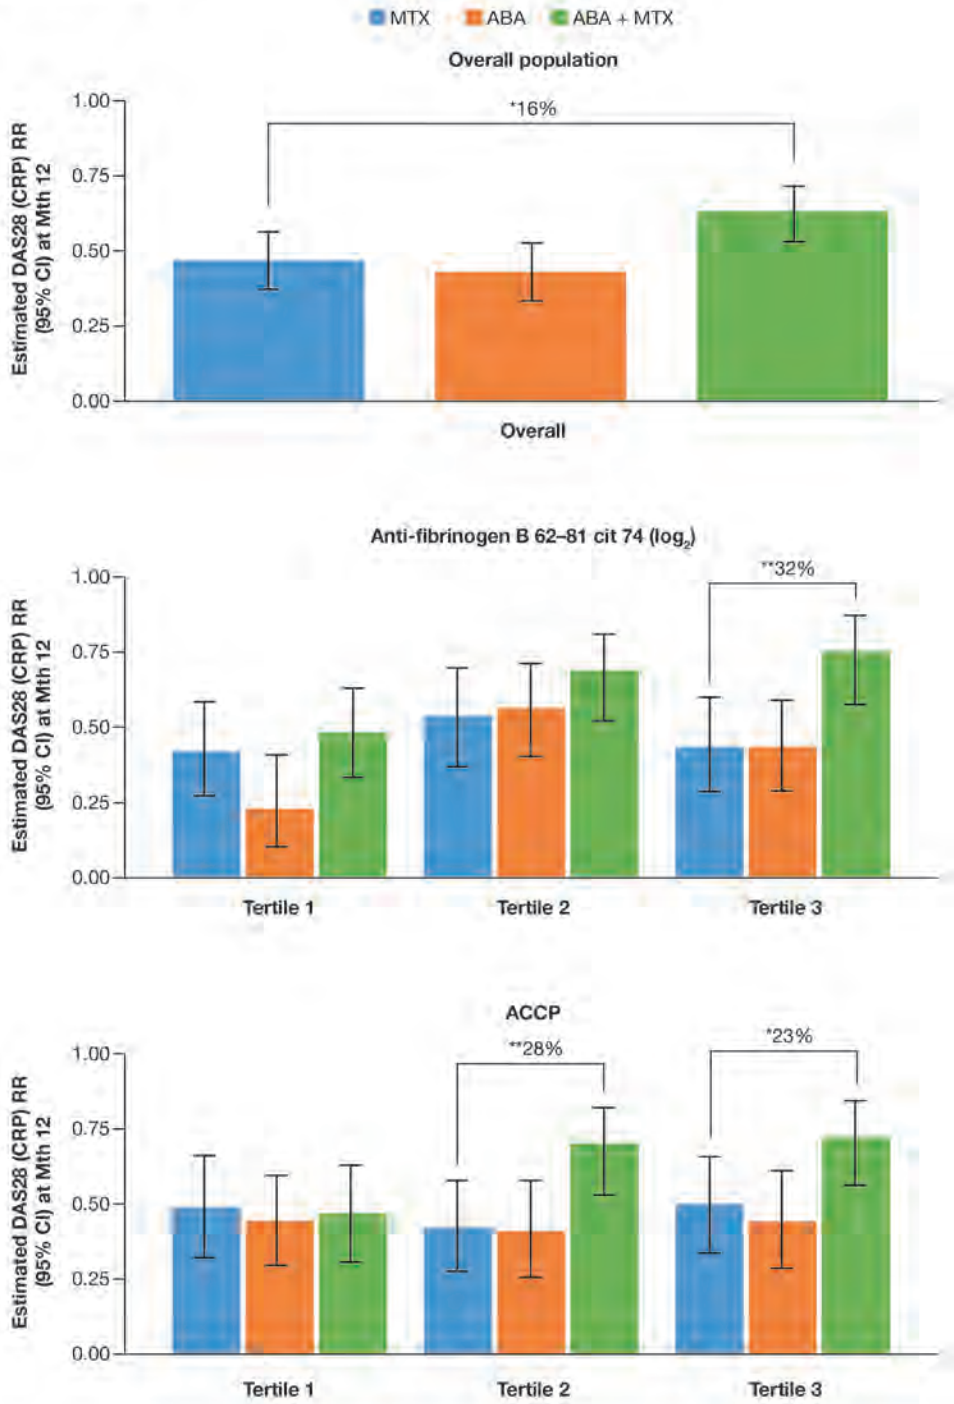 MTX ABA ABA + MTX
Overall population
Estimated DAS28 (CRP) RR
(95% CI) at Mth 12
1.00
0.75
0.50
0.25
0.00
*16%
Overall
Anti-fibrinogen B 62–81 cit 74 (log2)
Estimated DAS28 (CRP) RR
(95% CI) at Mth 12
1.00
0.75
0.50
0.25
0.00
**32%
Tertile 1 Tertile 2 Tertile 3
ACCP
Estimated DAS28 (CRP) RR
(95% CI) at Mth 12
1.00
0.75
0.50
0.25
0.00
**28%
*23%
Tertile 1 Tertile 2 Tertile 3